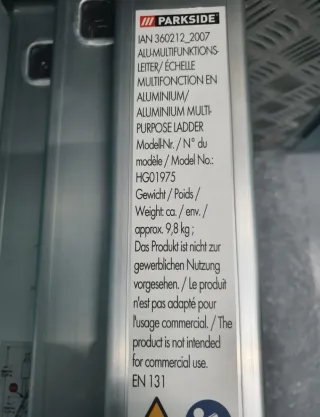 /// PARKSIDE
IAN 360212_2007
ALU-MULTIFUNKTIONS-
LEITER/ ÉCHELLE
MULTIFONCTION EN
ALUMINIUM/
ALUMINIUM MULTI-
PURPOSE LADDER
Modell-Nr. / N° du
modèle / Model No.:
HG01975
Gewicht / Poids /
Weight: ca. / env. /
approx. 9,8 kg ;
Das Produkt ist nicht zur
gewerblichen Nutzung
vorgesehen. / Le produit
n'est pas adapté pour
l'usage commercial. / The
product is not intended
for commercial use.
EN 131